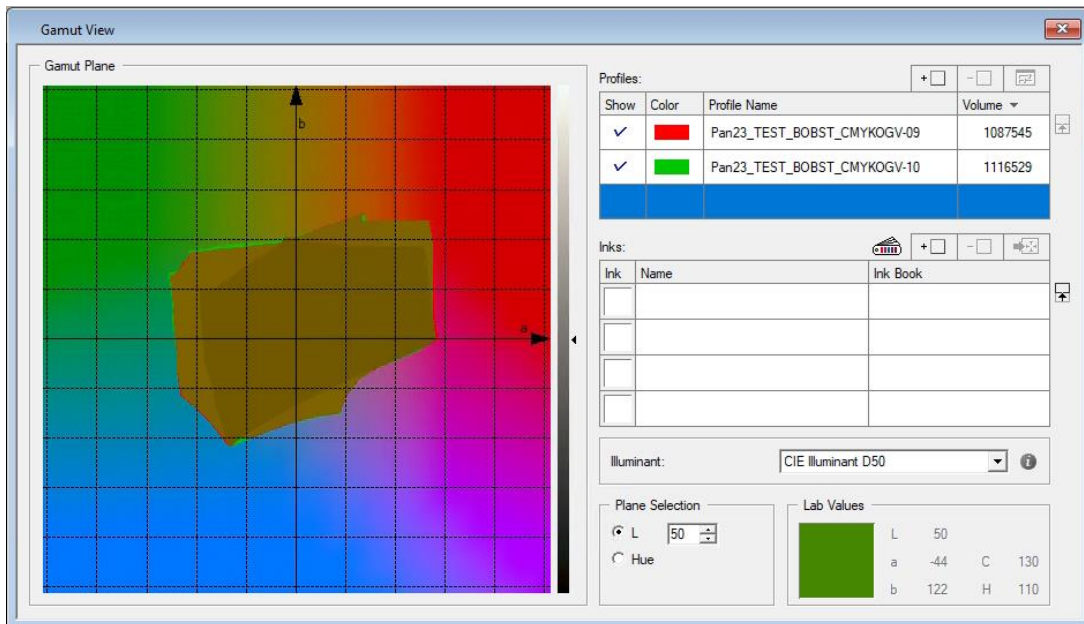 Gamut View
Gamut Plane
b
a
Profiles:
Show Color Profile Name Volume
Pan23_TEST_BOBST_CMYKOGV-09 1087545
Pan23_TEST_BOBST_CMYKOGV-10 1116529
Inks:
Ink Name Ink Book
Illuminant: CIE Illuminant D50
Plane Selection
L 50
Hue
Lab Values
L 50
a -44 C 130
b 122 H 110